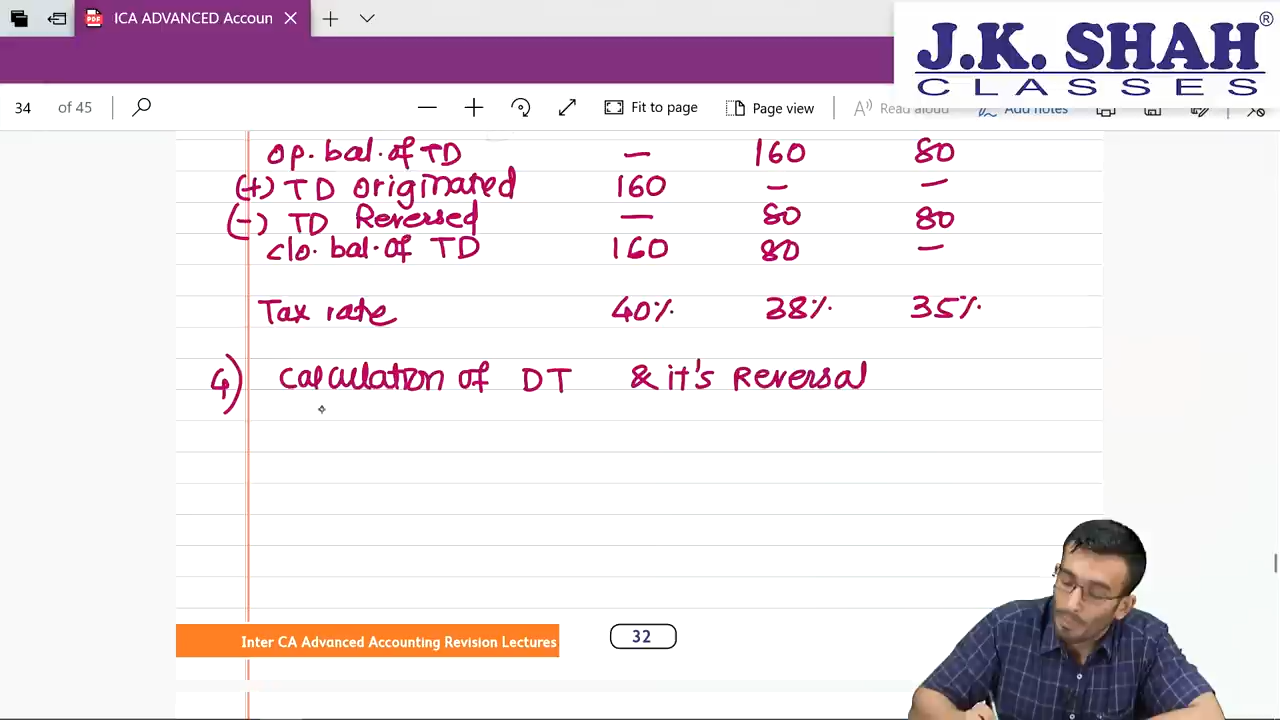 ICA ADVANCED Accoun
J.K. SHAH ®
CLASSES
34 of 45 Fit to page Page view Read aloud Add notes
op. bal. of TD — 160 80
(+) TD originated 160 — —
(-) TD Reversed — 80 80
clo. bal. of TD 160 80 —
Tax rate 40% 38% 35%
4) Calculation of DT & it's Reversal
Inter CA Advanced Accounting Revision Lectures 32